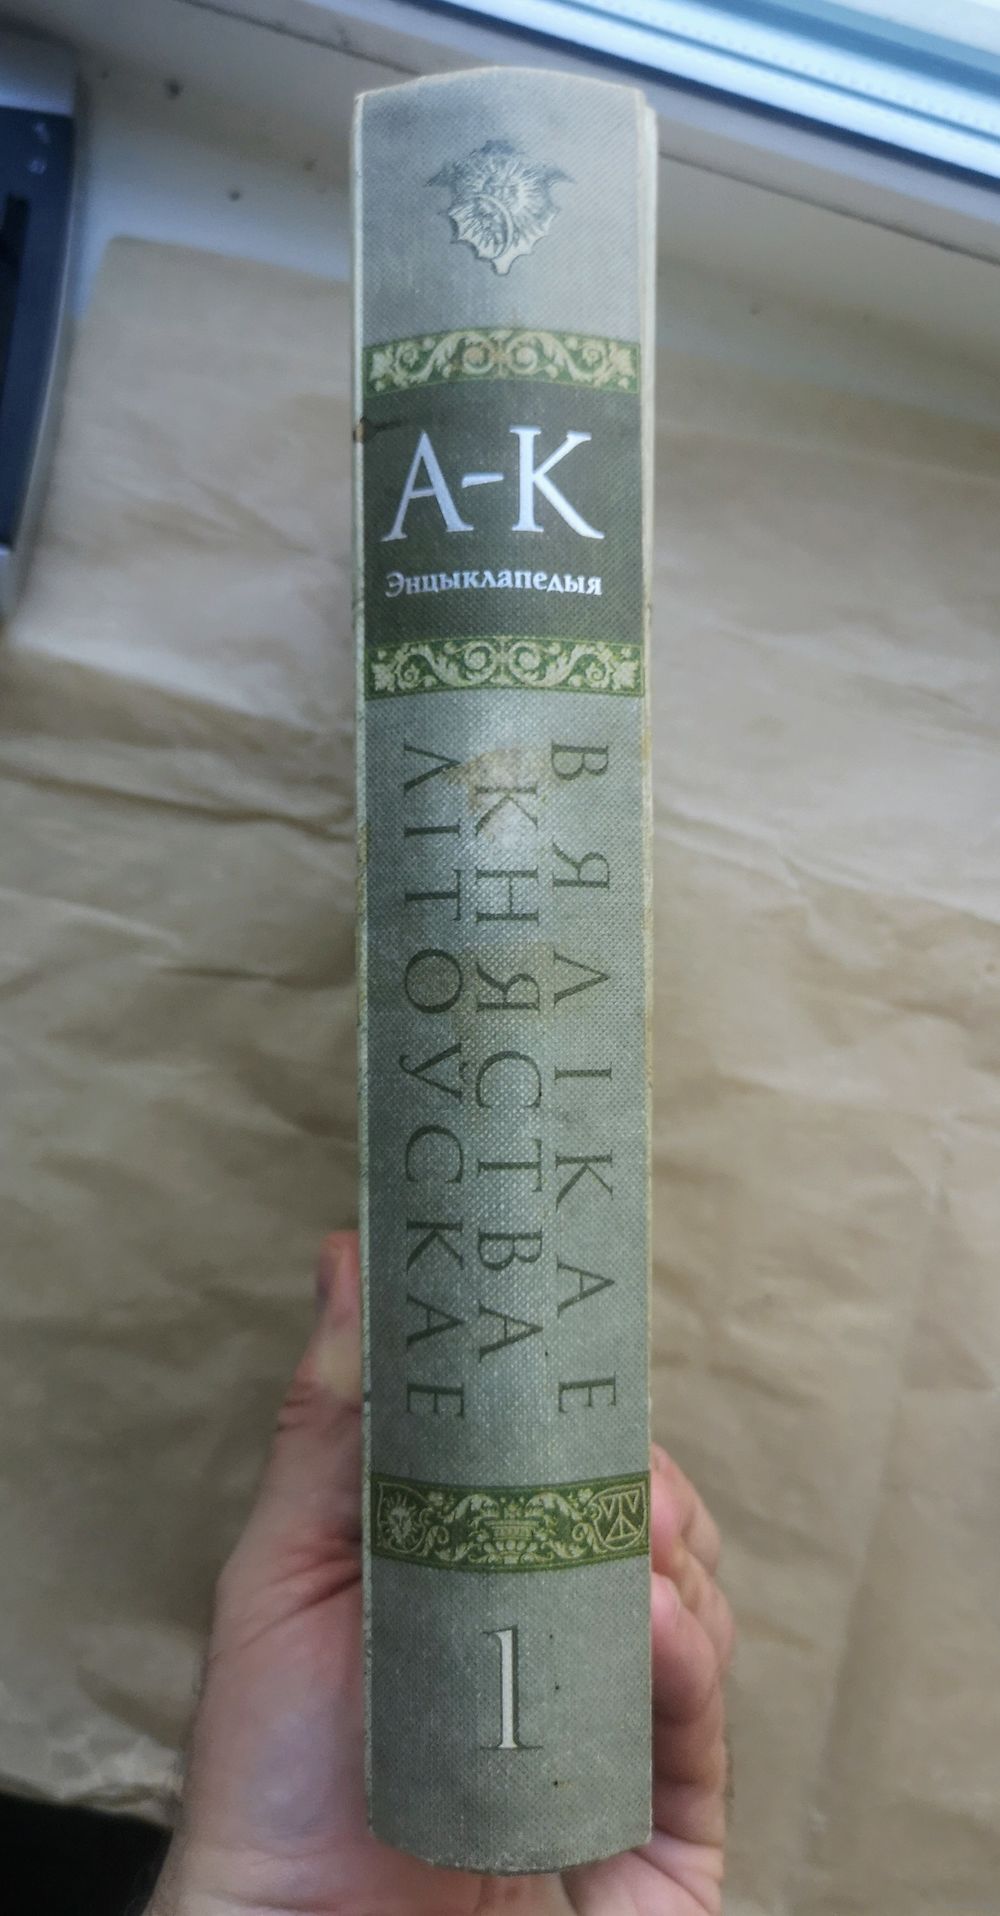 А-К
Энцыклапедыя
ВЯЛІКАЕ
КНЯСТВА
ЛІТОЎСКАЕ
1